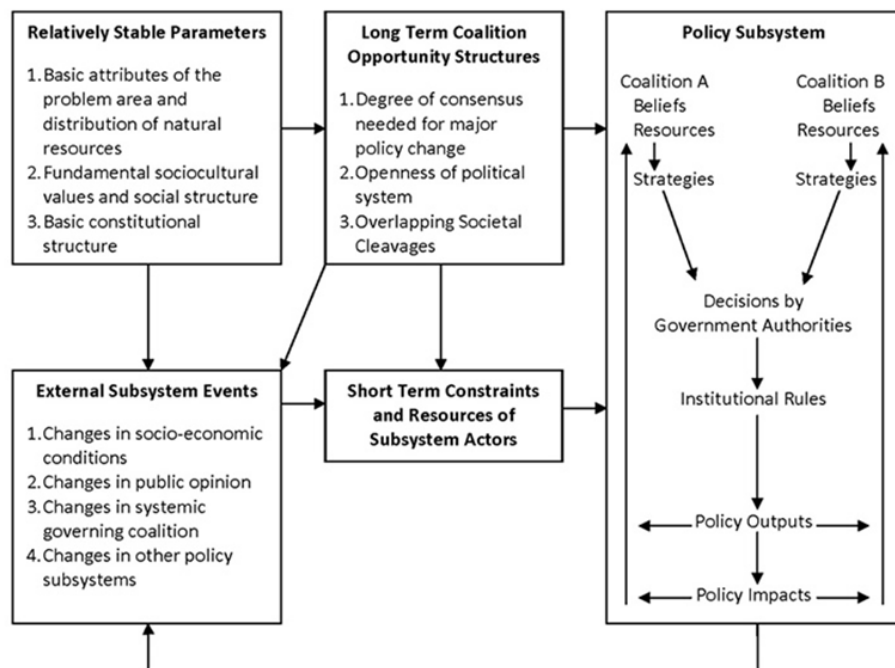 Relatively Stable Parameters
1. Basic attributes of the
problem area and
distribution of natural
resources
2. Fundamental sociocultural
values and social structure
3. Basic constitutional
structure
Long Term Coalition
Opportunity Structures
1. Degree of consensus
needed for major
policy change
2. Openness of political
system
3. Overlapping Societal
Cleavages
Policy Subsystem
Coalition A
Beliefs
Resources
Strategies
Coalition B
Beliefs
Resources
Strategies
Decisions by
Government Authorities
Institutional Rules
Policy Outputs
Policy Impacts
External Subsystem Events
1. Changes in socio-economic
conditions
2. Changes in public opinion
3. Changes in systemic
governing coalition
4. Changes in other policy
subsystems
Short Term Constraints
and Resources of
Subsystem Actors